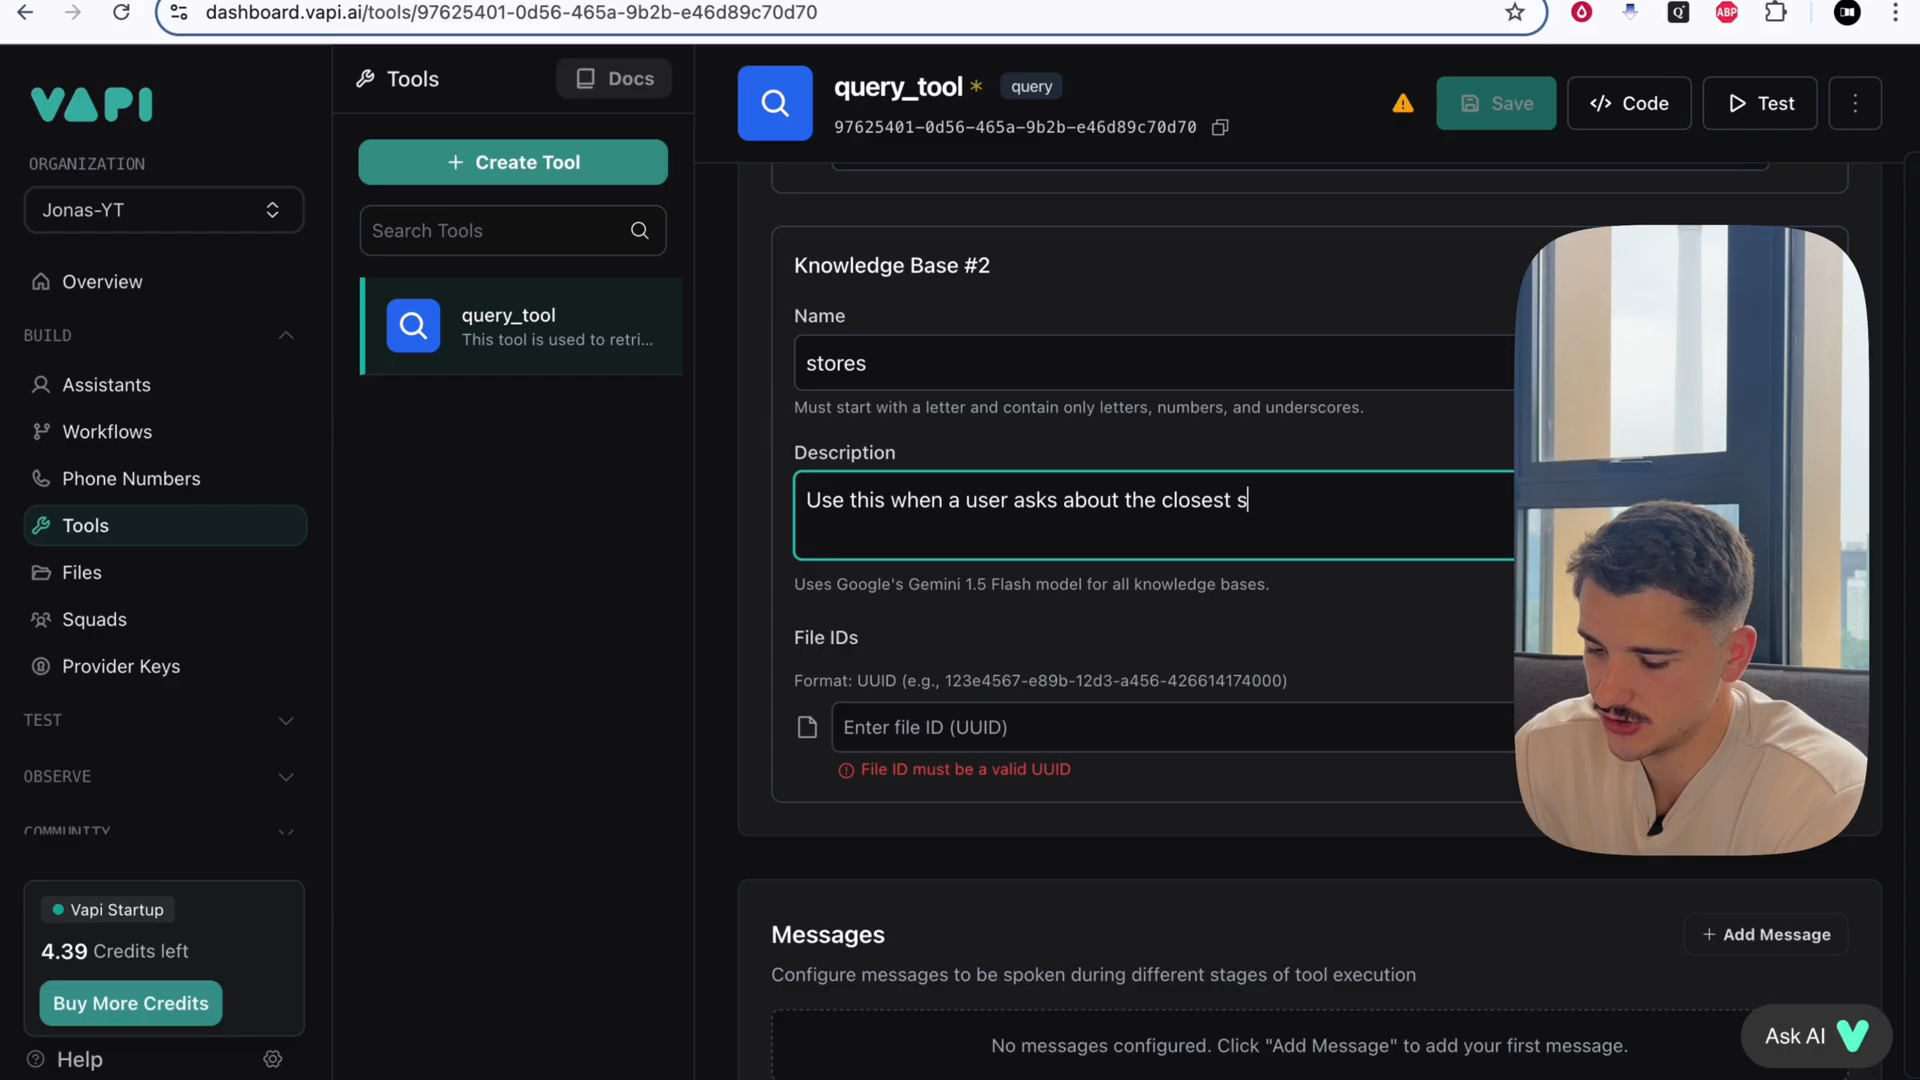 dashboard.vapi.ai/tools/97625401-0d56-465a-9b2b-e46d89c70d70
ABP
VAPI
ORGANIZATION
Jonas-YT
Overview
BUILD
Assistants
Workflows
Phone Numbers
Tools
Files
Squads
Provider Keys
TEST
OBSERVE
COMMUNITY
Vapi Startup
4.39 Credits left
Buy More Credits
Help
Tools
Docs
+ Create Tool
Search Tools
query_tool
This tool is used to retri...
query_tool *
query
97625401-0d56-465a-9b2b-e46d89c70d70
Save
</> Code
Test
Knowledge Base #2
Name
stores
Must start with a letter and contain only letters, numbers, and underscores.
Description
Use this when a user asks about the closest s
Uses Google's Gemini 1.5 Flash model for all knowledge bases.
File IDs
Format: UUID (e.g., 123e4567-e89b-12d3-a456-426614174000)
Enter file ID (UUID)
File ID must be a valid UUID
Messages
+ Add Message
Configure messages to be spoken during different stages of tool execution
No messages configured. Click "Add Message" to add your first message.
Ask AI